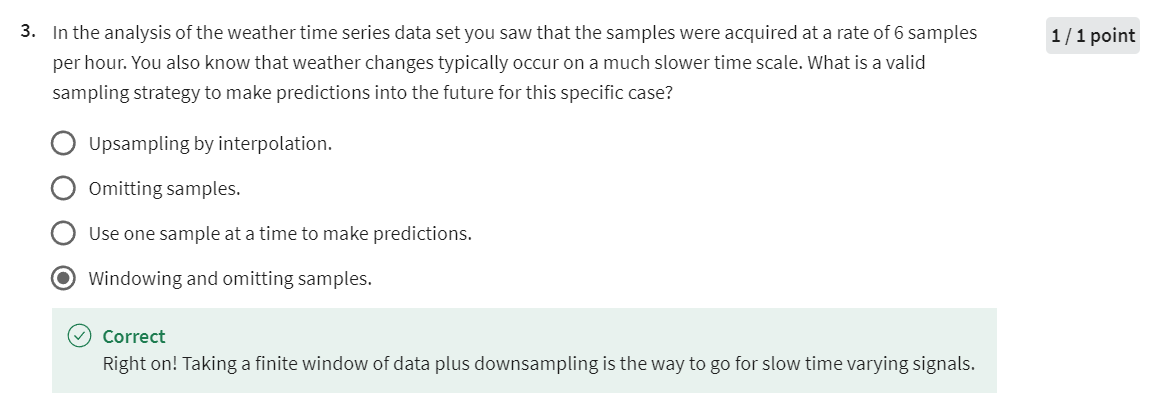 3. In the analysis of the weather time series data set you saw that the samples were acquired at a rate of 6 samples
1 / 1 point
per hour. You also know that weather changes typically occur on a much slower time scale. What is a valid
sampling strategy to make predictions into the future for this specific case?
Upsampling by interpolation.
Omitting samples.
Use one sample at a time to make predictions.
Windowing and omitting samples.
Correct
Right on! Taking a finite window of data plus downsampling is the way to go for slow time varying signals.